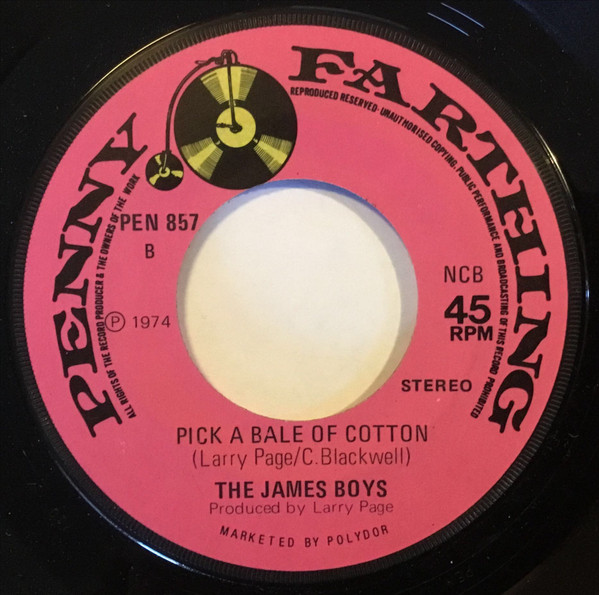 PENNY FARTHING
REPRODUCED RESERVED· UNAUTHORISED COPYING, PUBLIC PERFORMANCE AND BROADCASTING OF THIS RECORD PROHIBITED
ALL RIGHTS OF THE RECORD PRODUCER & THE OWNERS OF THE WORK
PEN 857
B
NCB
℗ 1974
45
RPM
STEREO
PICK A BALE OF COTTON
(Larry Page/C.Blackwell)
THE JAMES BOYS
Produced by Larry Page
MARKETED BY POLYDOR